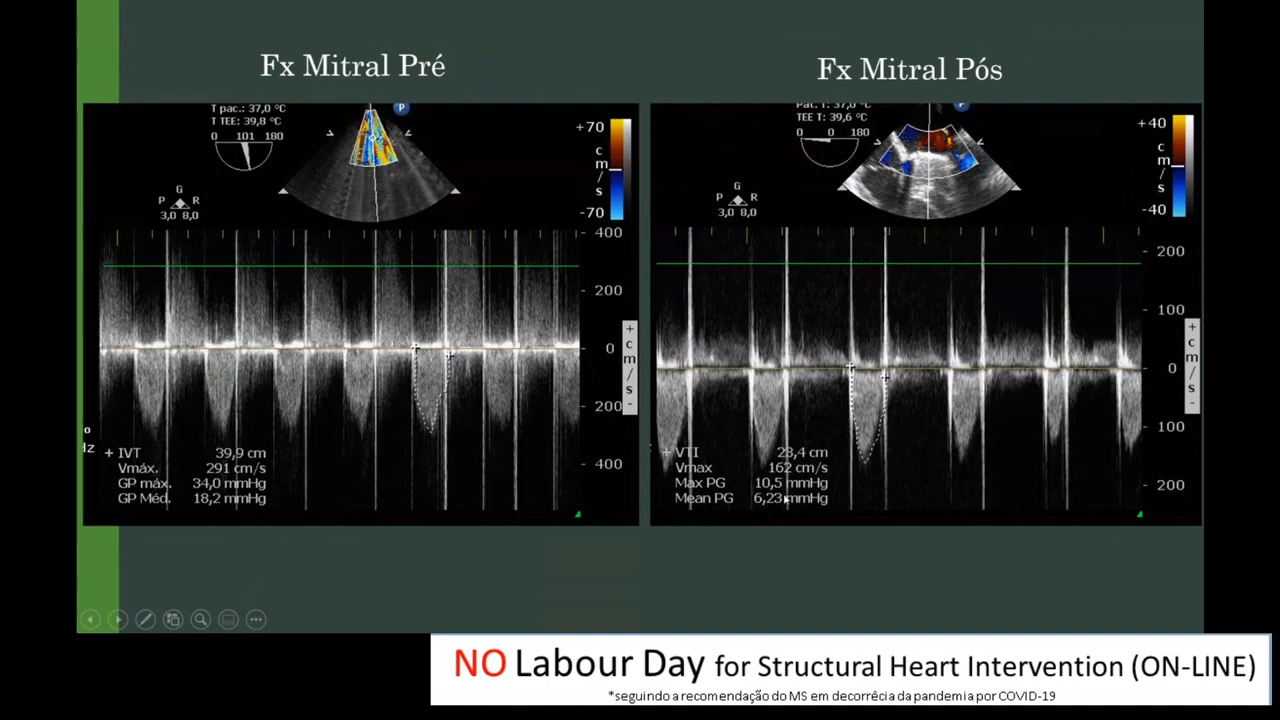 Fx Mitral Pré
T pac.: 37,0 °C
T TEE: 39,8 °C
0 101 180
P
+70
c
m
/
s
-70
G
P R
3,0 8,0
400
200
0
200
400
+
c
m
/
s
-
o
Iz
+ IVT 39,9 cm
Vmáx. 291 cm/s
GP máx. 34,0 mmHg
GP Méd. 18,2 mmHg
Fx Mitral Pós
Pat. T: 37,0 °C
TEE T: 39,6 °C
0 0 180
P
+40
c
m
/
s
-40
G
P R
3,0 8,0
200
100
0
100
200
+
c
m
/
s
-
+ VTI 23,4 cm
Vmax 162 cm/s
Max PG 10,5 mmHg
Mean PG 6,23 mmHg
NO Labour Day for Structural Heart Intervention (ON-LINE)
*seguindo a recomendação do MS em decorrêcia da pandemia por COVID-19